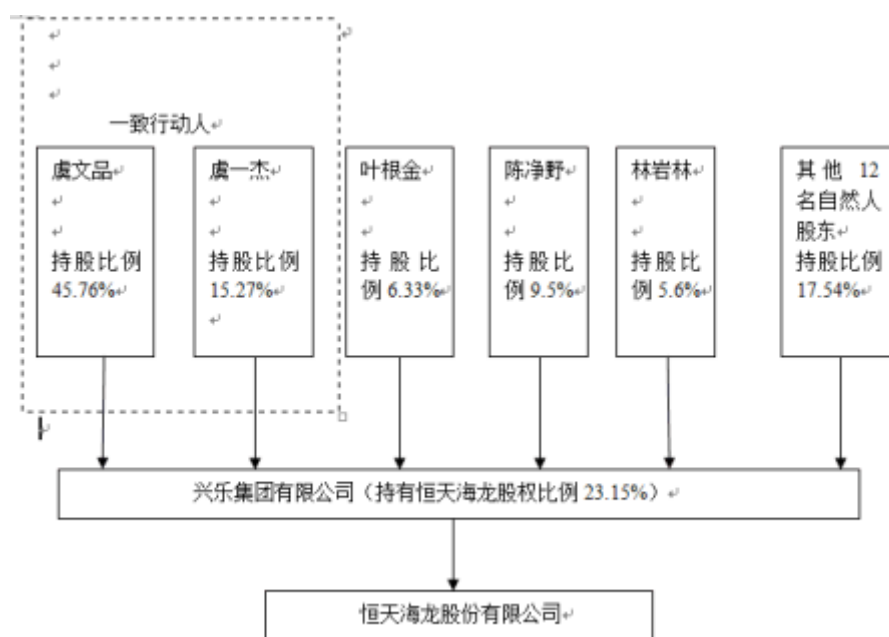 一致行动人
虞文品
持股比例
45.76%
虞一杰
持股比例
15.27%
叶根金
持股比
例 6.33%
陈净野
持股比
例 9.5%
林岩林
持股比
例 5.6%
其他 12
名自然人
股东
持股比例
17.54%
兴乐集团有限公司（持有恒天海龙股权比例 23.15%）
恒天海龙股份有限公司